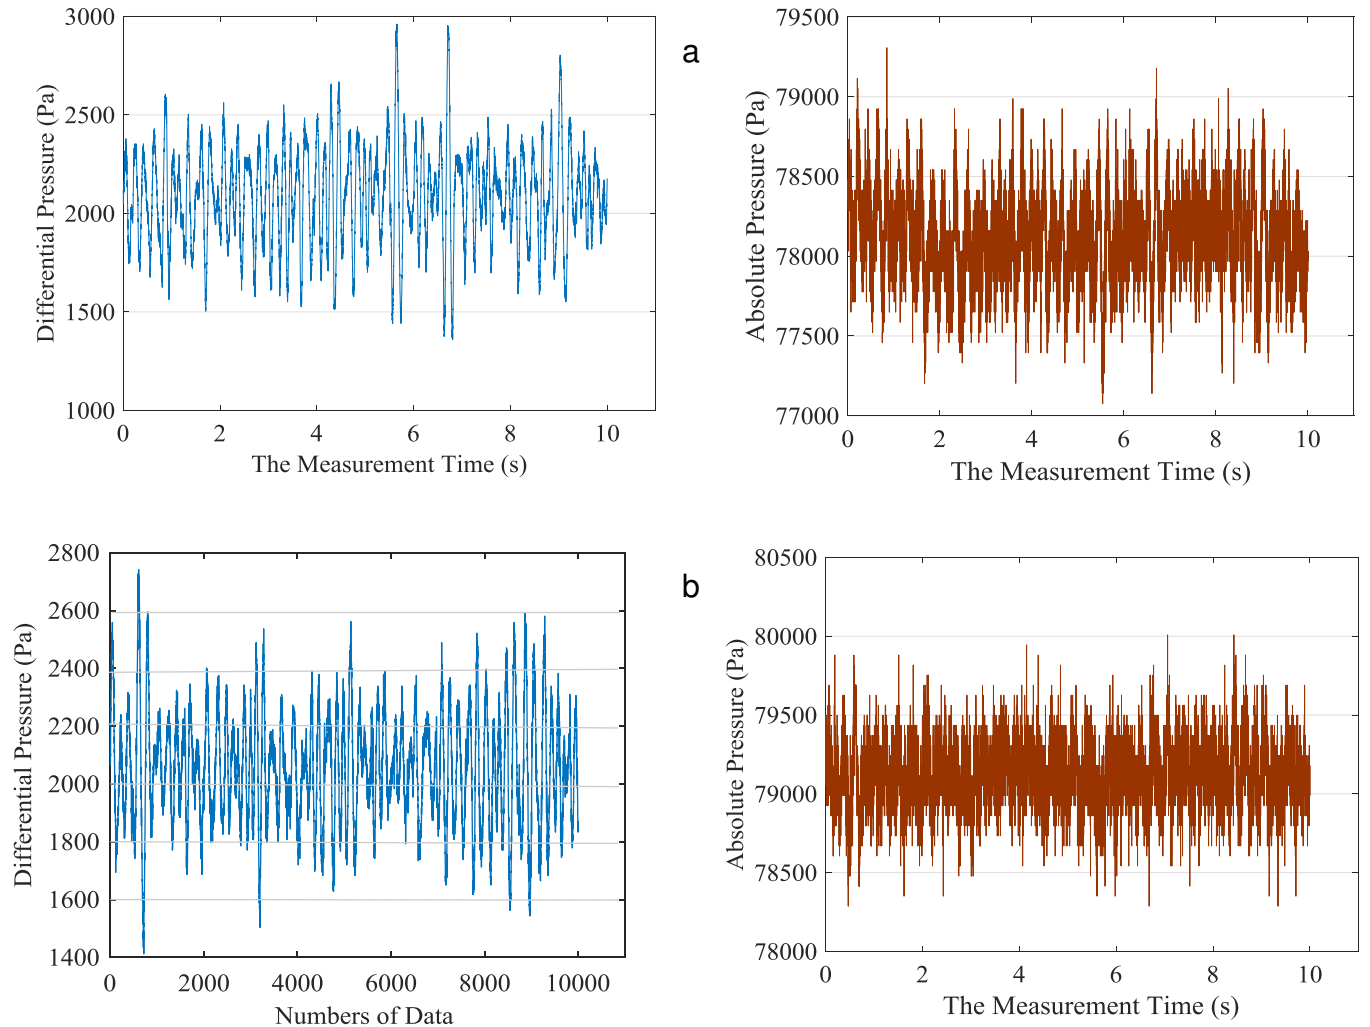 3000
2500
2000
1500
1000
Differential Pressure (Pa)
0 2 4 6 8 10
The Measurement Time (s)
a
79500
79000
78500
78000
77500
77000
Absolute Pressure (Pa)
0 2 4 6 8 10
The Measurement Time (s)
2800
2600
2400
2200
2000
1800
1600
1400
Differential Pressure (Pa)
0 2000 4000 6000 8000 10000
Numbers of Data
b
80500
80000
79500
79000
78500
78000
Absolute Pressure (Pa)
0 2 4 6 8 10
The Measurement Time (s)